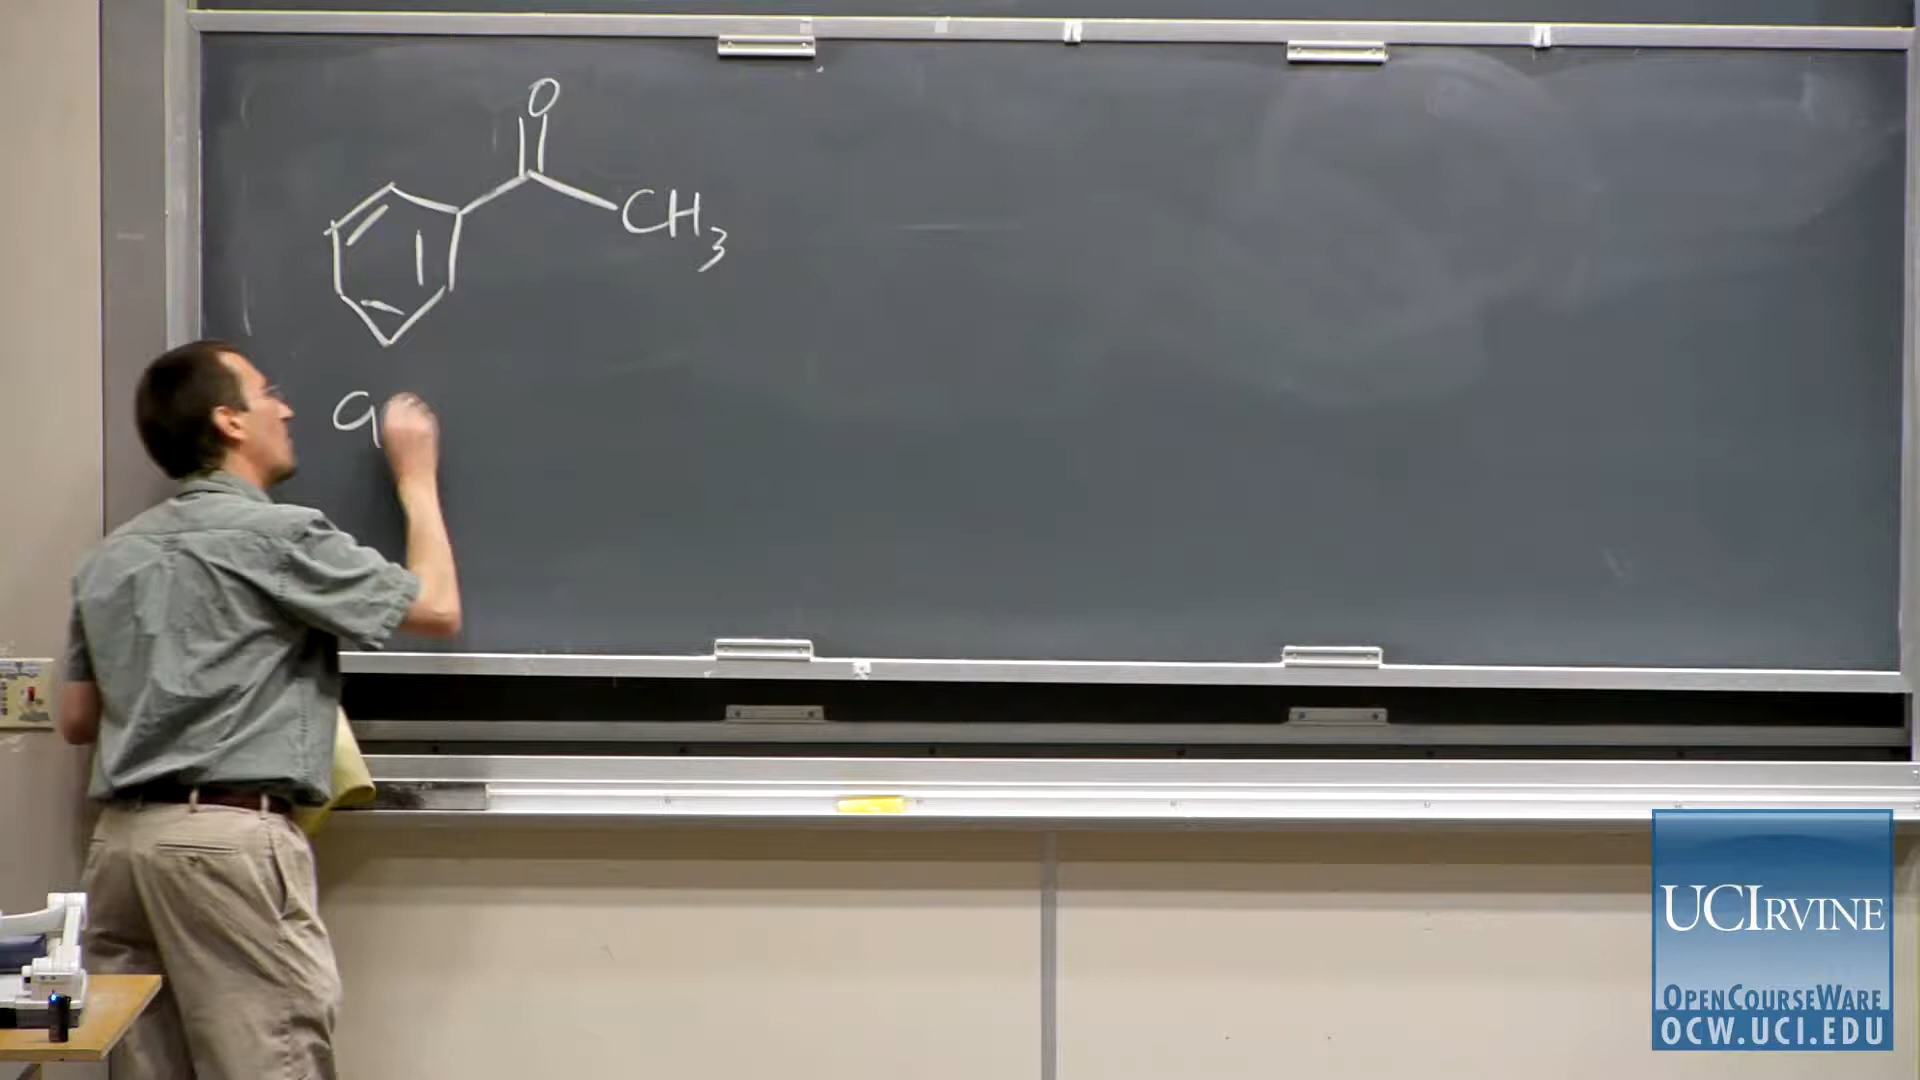 O
CH3
a
UCIRVINE
OPENCOURSEWARE
OCW.UCI.EDU